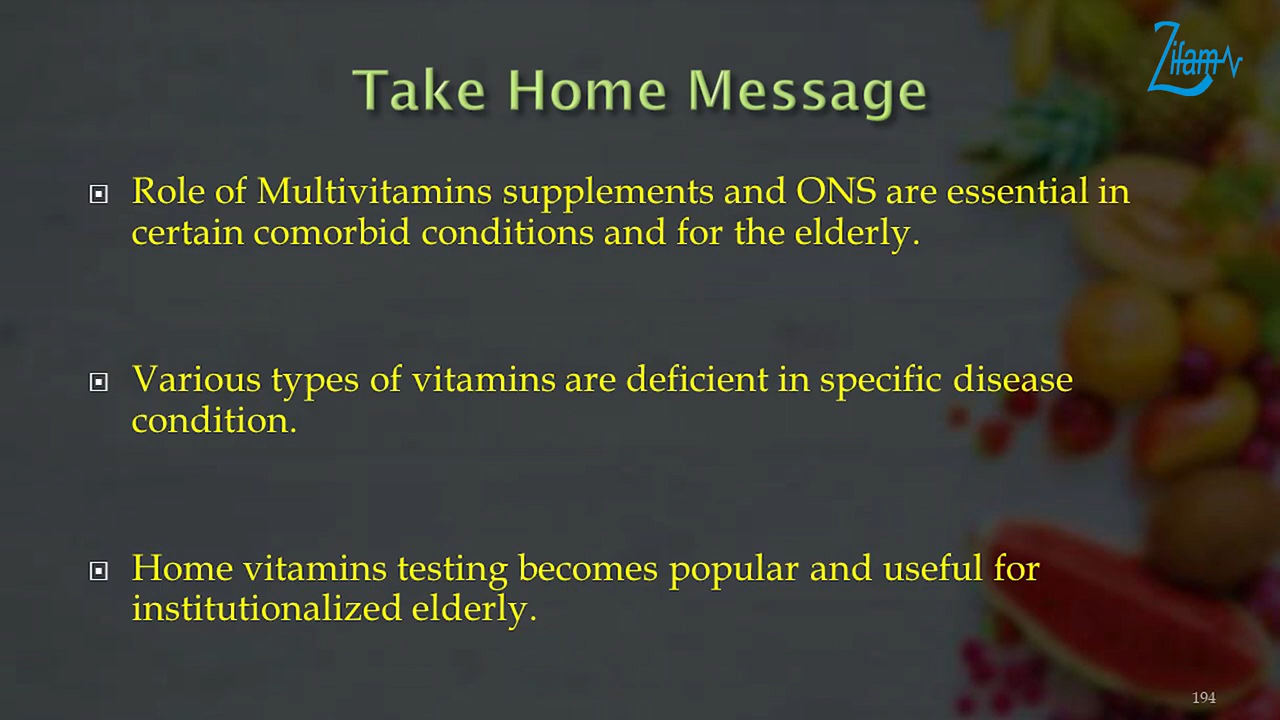 Zifam
Take Home Message
Role of Multivitamins supplements and ONS are essential in
certain comorbid conditions and for the elderly.
Various types of vitamins are deficient in specific disease
condition.
Home vitamins testing becomes popular and useful for
institutionalized elderly.
194